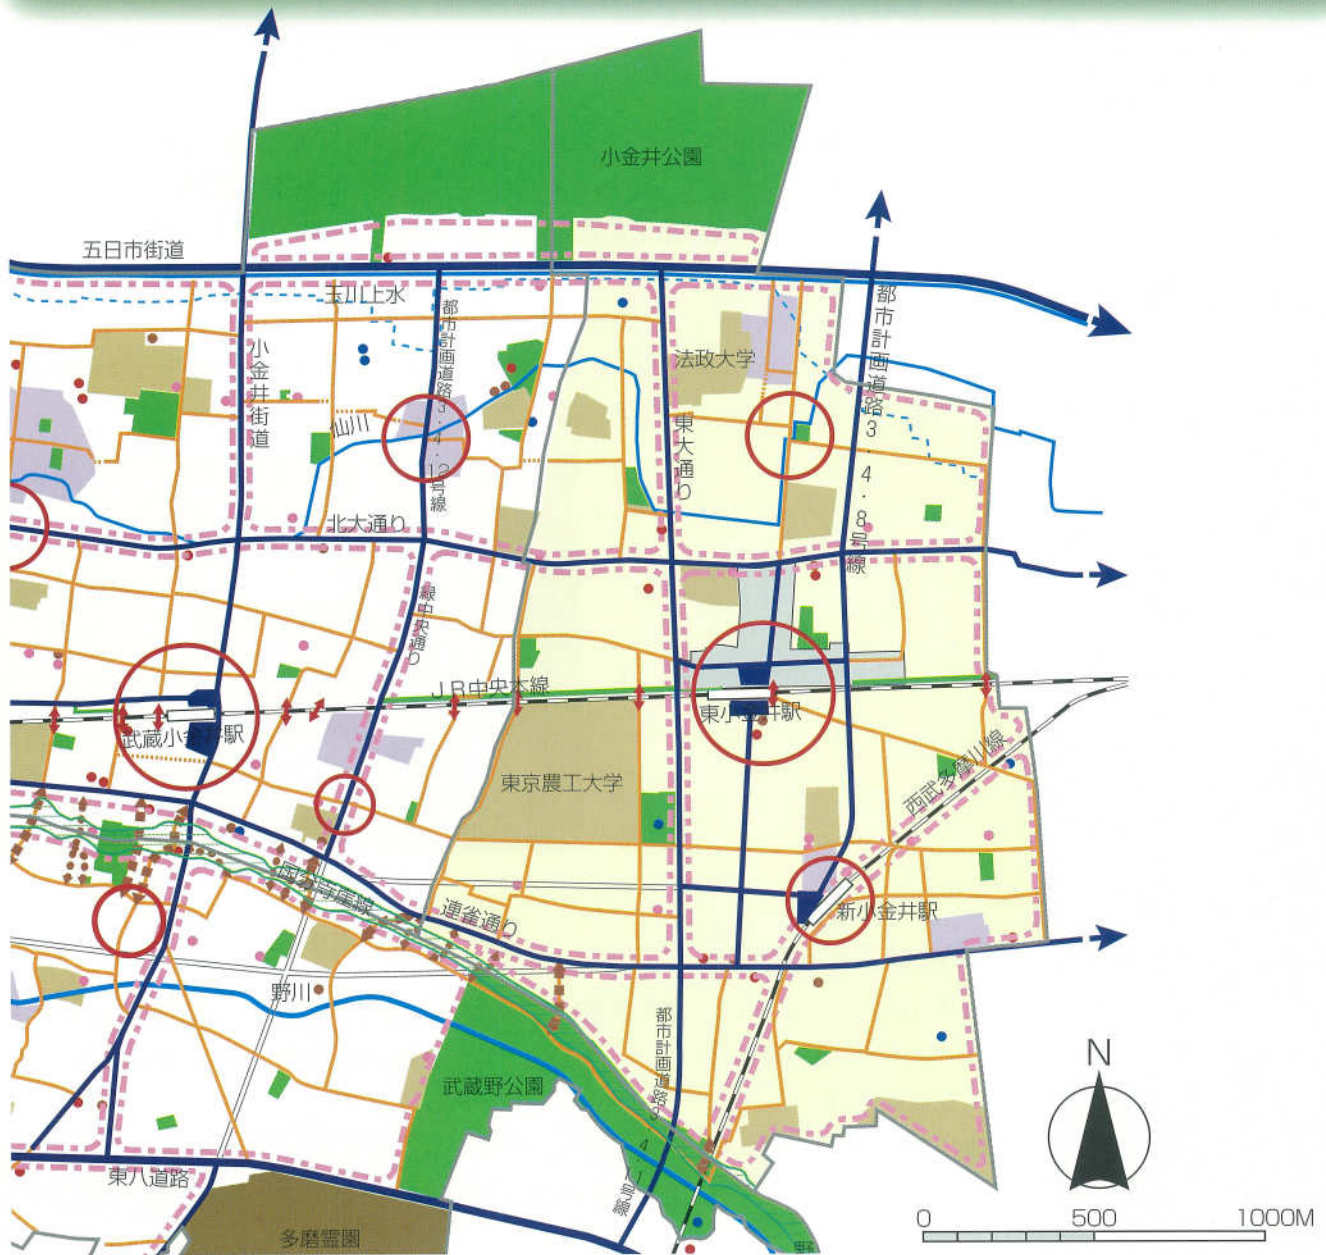 小金井公園
五日市街道
玉川上水
都市計画道路3・4・12号線
小金井街道
仙川
法政大学
東大通り
都市計画道路3・4・8号線
北大通り
緑中央通り
JR中央本線
武蔵小金井駅
東小金井駅
東京農工大学
西武多摩川線
国分寺崖線
連雀通り
新小金井駅
野川
都市計画道路3・4・11号線
武蔵野公園
東八道路
多磨霊園
野
N
0 500 1000M